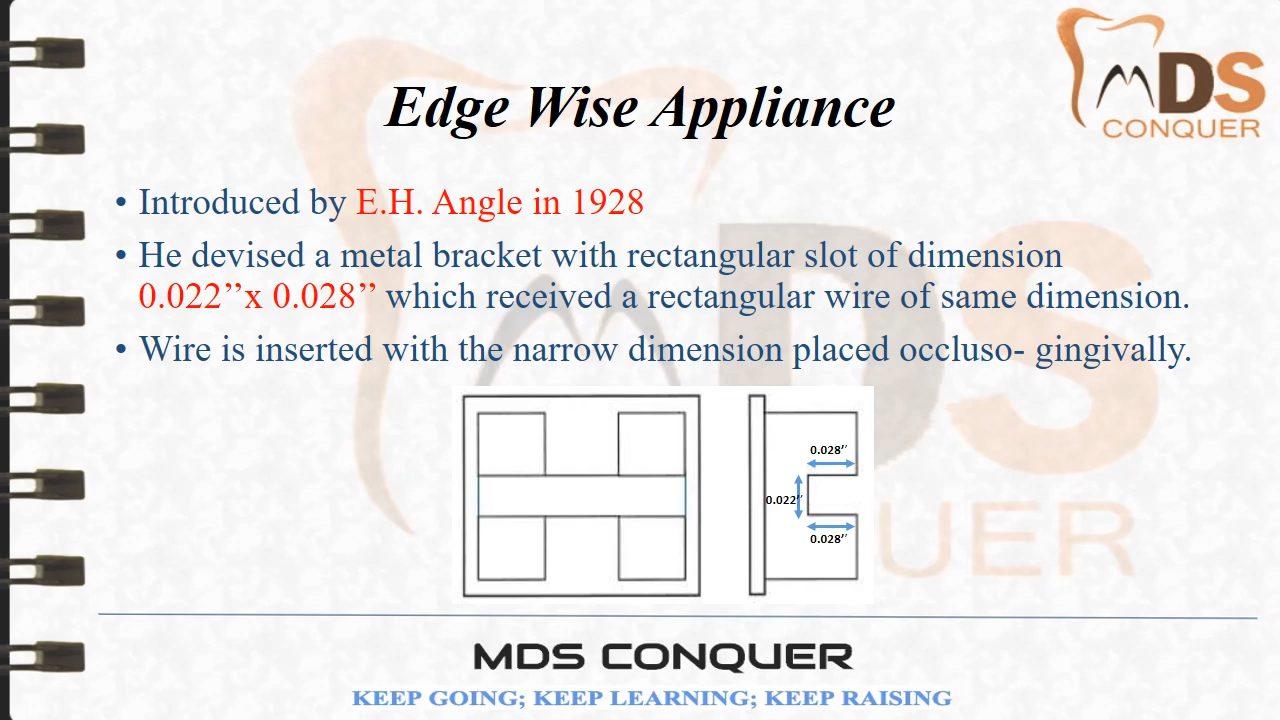 MDS
CONQUER
Edge Wise Appliance
• Introduced by E.H. Angle in 1928
• He devised a metal bracket with rectangular slot of dimension
0.022’’x 0.028’’ which received a rectangular wire of same dimension.
• Wire is inserted with the narrow dimension placed occluso- gingivally.
0.028’’
0.022’’
0.028’’
MDS CONQUER
KEEP GOING; KEEP LEARNING; KEEP RAISING